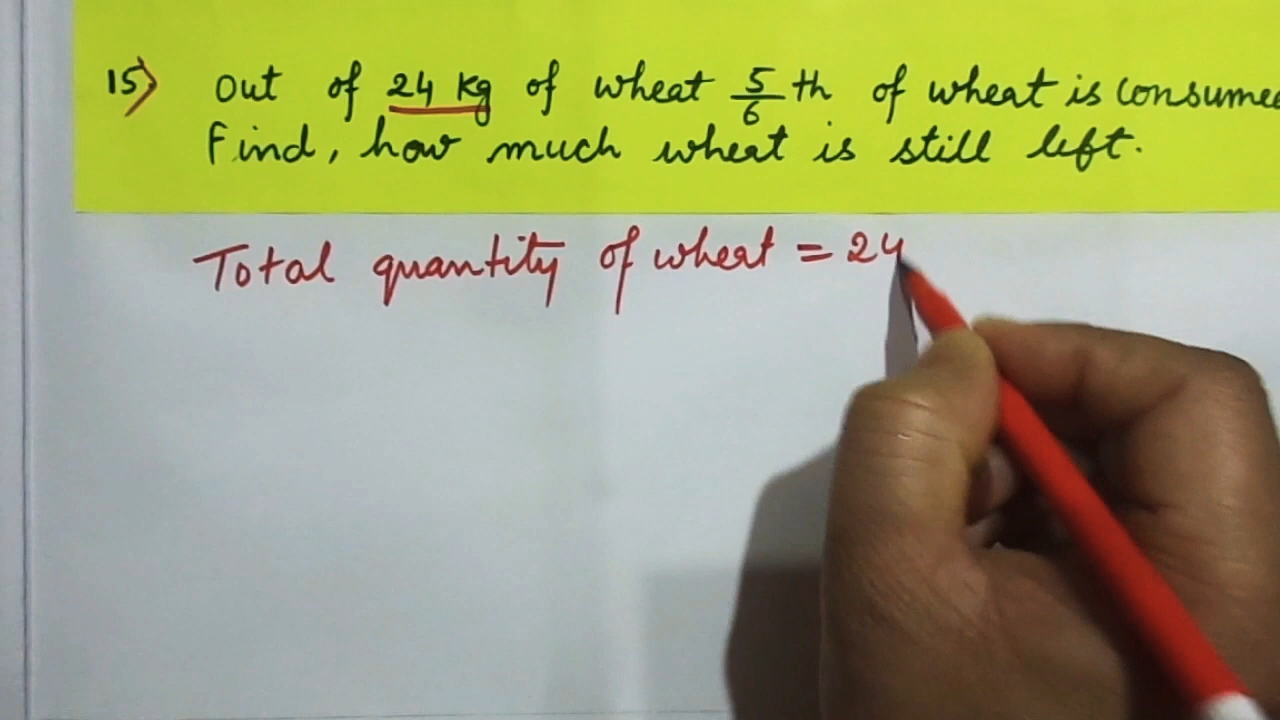 15) Out of 24 kg of wheat 5/6 th of wheat is consume
Find, how much wheat is still left.
Total quantity of wheat = 24